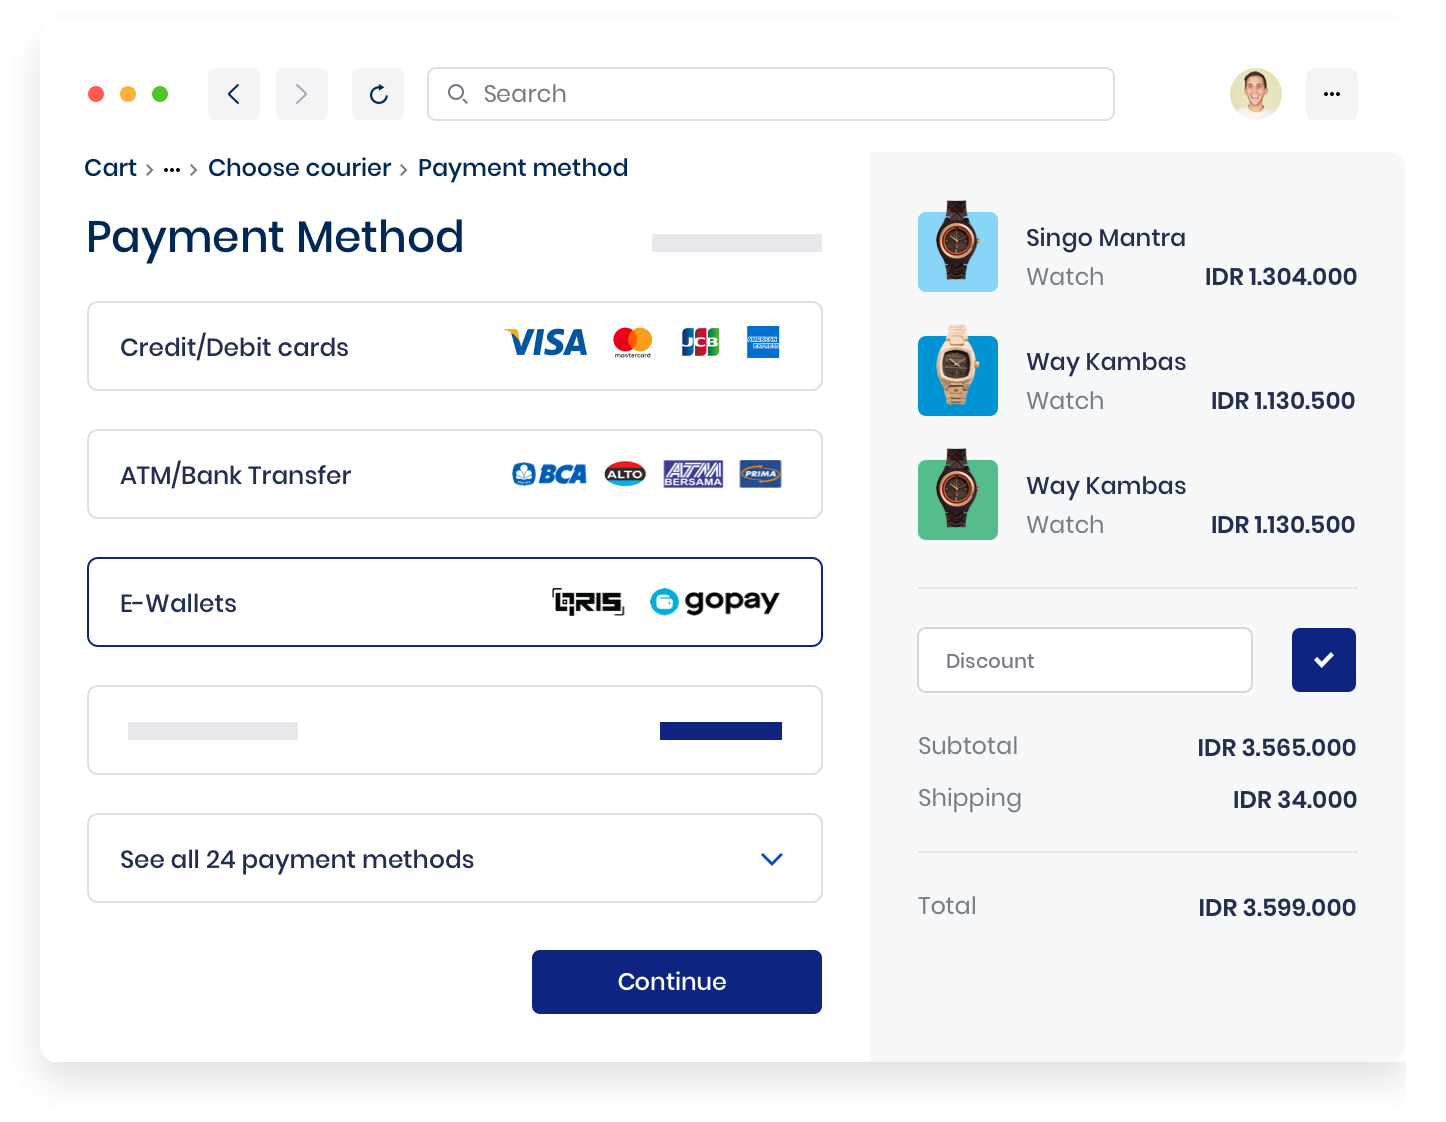 Search
Cart › ... › Choose courier › Payment method
Payment Method
Credit/Debit cards
VISA
mastercard.
JCB
AMERICAN
EXPRESS
ATM/Bank Transfer
BCA
ALTO
ATM
BERSAMA
PRIMA
E-Wallets
QRIS
gopay
See all 24 payment methods
Continue
Singo Mantra
Watch IDR 1.304.000
Way Kambas
Watch IDR 1.130.500
Way Kambas
Watch IDR 1.130.500
Discount
Subtotal IDR 3.565.000
Shipping IDR 34.000
Total IDR 3.599.000